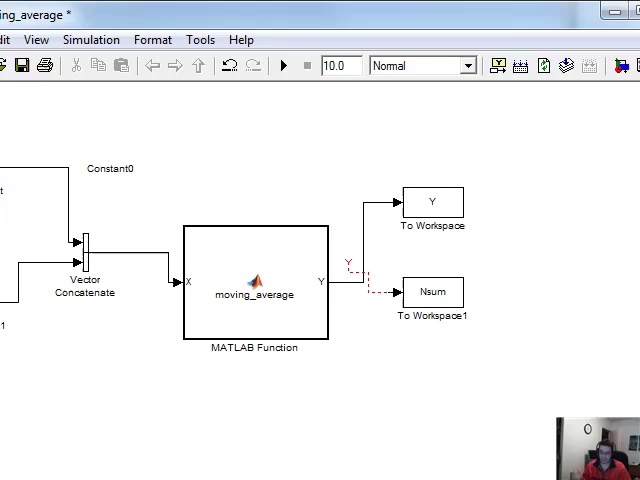 ing_average *
dit View Simulation Format Tools Help
10.0 Normal
Constant0
t
Y
To Workspace
Y
X Y
moving_average
Vector
Concatenate
Nsum
To Workspace1
1
MATLAB Function